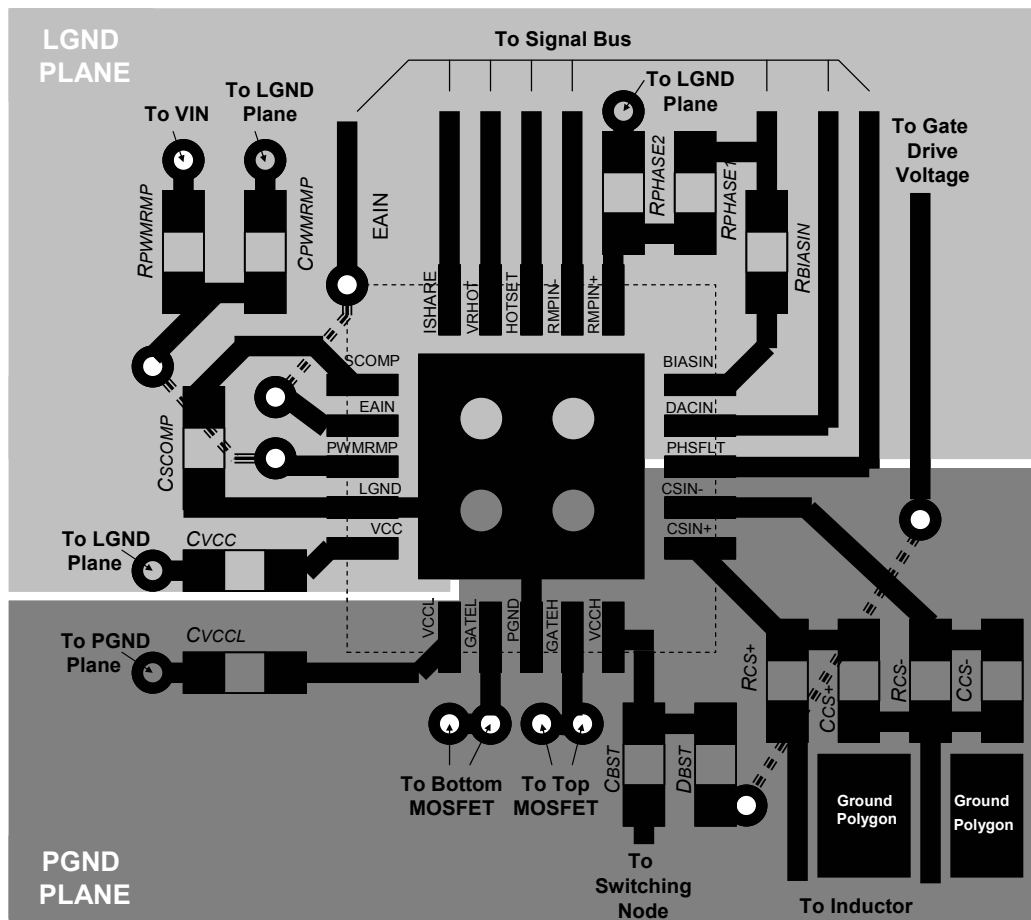 LGND
PLANE
To Signal Bus
To LGND
Plane
To VIN
To LGND
Plane
To Gate
Drive
Voltage
RPWMRMP
CPWMRMP
EAIN
RPHASE2
RPHASE1
RBIASIN
ISHARE
VRHOT
HOTSET
RMPIN-
RMPIN+
SCOMP
EAIN
PWMRMP
LGND
VCC
BIASIN
DACIN
PHSFLT
CSIN-
CSIN+
CSCOMP
To LGND
Plane
CVCC
VCCL
GATEL
PGND
GATEH
VCCH
To PGND
Plane
CVCCL
RCS+
CCS+
RCS-
CCS-
CBST
DBST
To Bottom
MOSFET
To Top
MOSFET
Ground
Polygon
Ground
Polygon
To
Switching
Node
To Inductor
PGND
PLANE